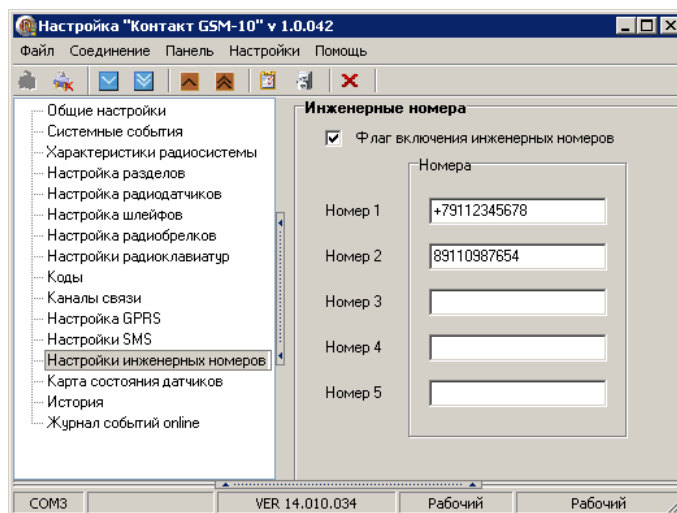 Настройка "Контакт GSM-10" v 1.0.042
Файл Соединение Панель Настройки Помощь
Общие настройки
Системные события
Характеристики радиосистемы
Настройка разделов
Настройка радиодатчиков
Настройка шлейфов
Настройка радиобрелков
Настройки радиоклавиатур
Коды
Каналы связи
Настройка GPRS
Настройки SMS
Настройки инженерных номеров
Карта состояния датчиков
История
Журнал событий online
Инженерные номера
Флаг включения инженерных номеров
Номера
Номер 1 +79112345678
Номер 2 89110987654
Номер 3
Номер 4
Номер 5
COM3 VER 14.010.034 Рабочий Рабочий